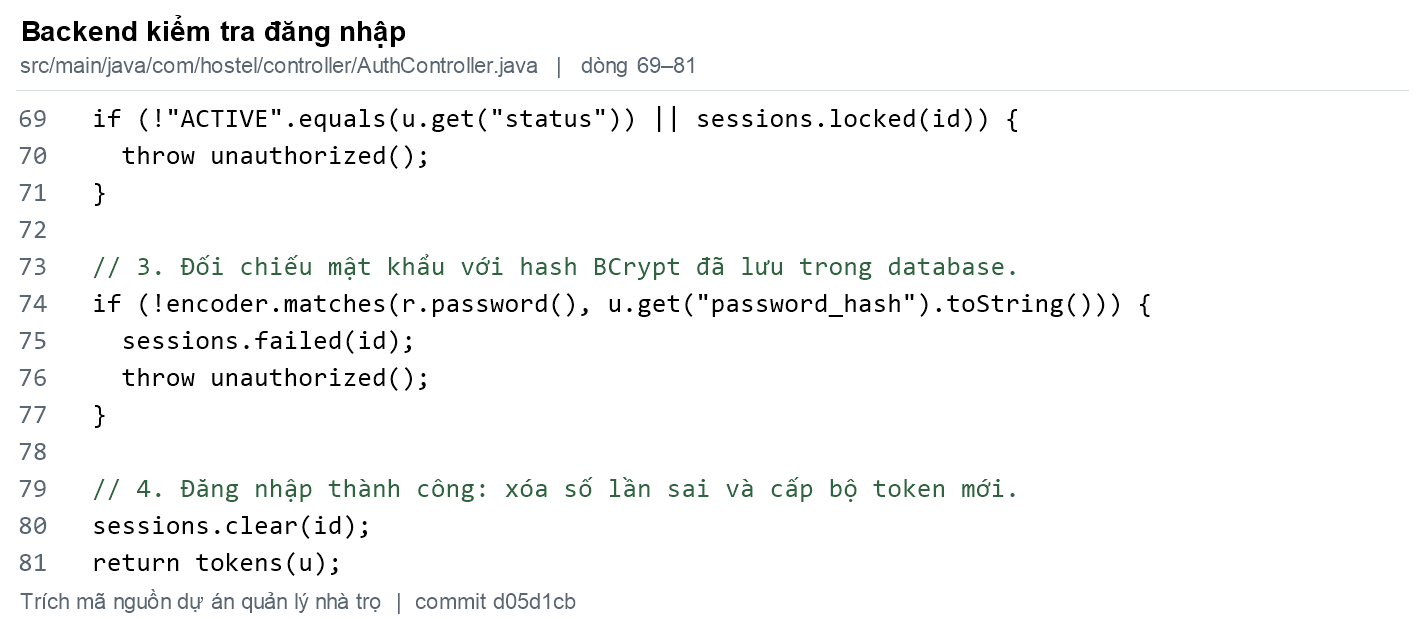 Backend kiểm tra đăng nhập
src/main/java/com/hostel/controller/AuthController.java | dòng 69–81
69 if (!"ACTIVE".equals(u.get("status")) || sessions.locked(id)) {
70 throw unauthorized();
71 }
72
73 // 3. Đối chiếu mật khẩu với hash BCrypt đã lưu trong database.
74 if (!encoder.matches(r.password(), u.get("password_hash").toString())) {
75 sessions.failed(id);
76 throw unauthorized();
77 }
78
79 // 4. Đăng nhập thành công: xóa số lần sai và cấp bộ token mới.
80 sessions.clear(id);
81 return tokens(u);
Trích mã nguồn dự án quản lý nhà trọ | commit d05d1cb